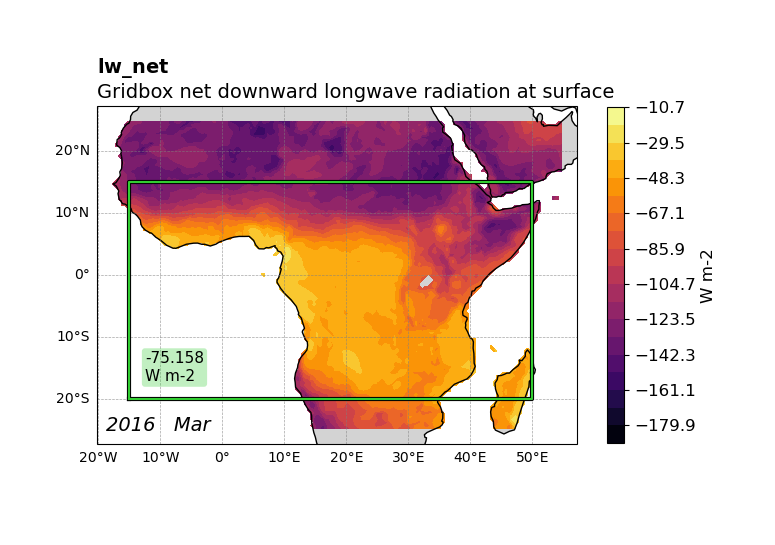 lw_net
Gridbox net downward longwave radiation at surface
20°N
10°N
0°
10°S
20°S
-75.158
W m-2
2016 Mar
20°W
10°W
0°
10°E
20°E
30°E
40°E
50°E
−10.7
−29.5
−48.3
−67.1
−85.9
−104.7
−123.5
−142.3
−161.1
−179.9
W m-2